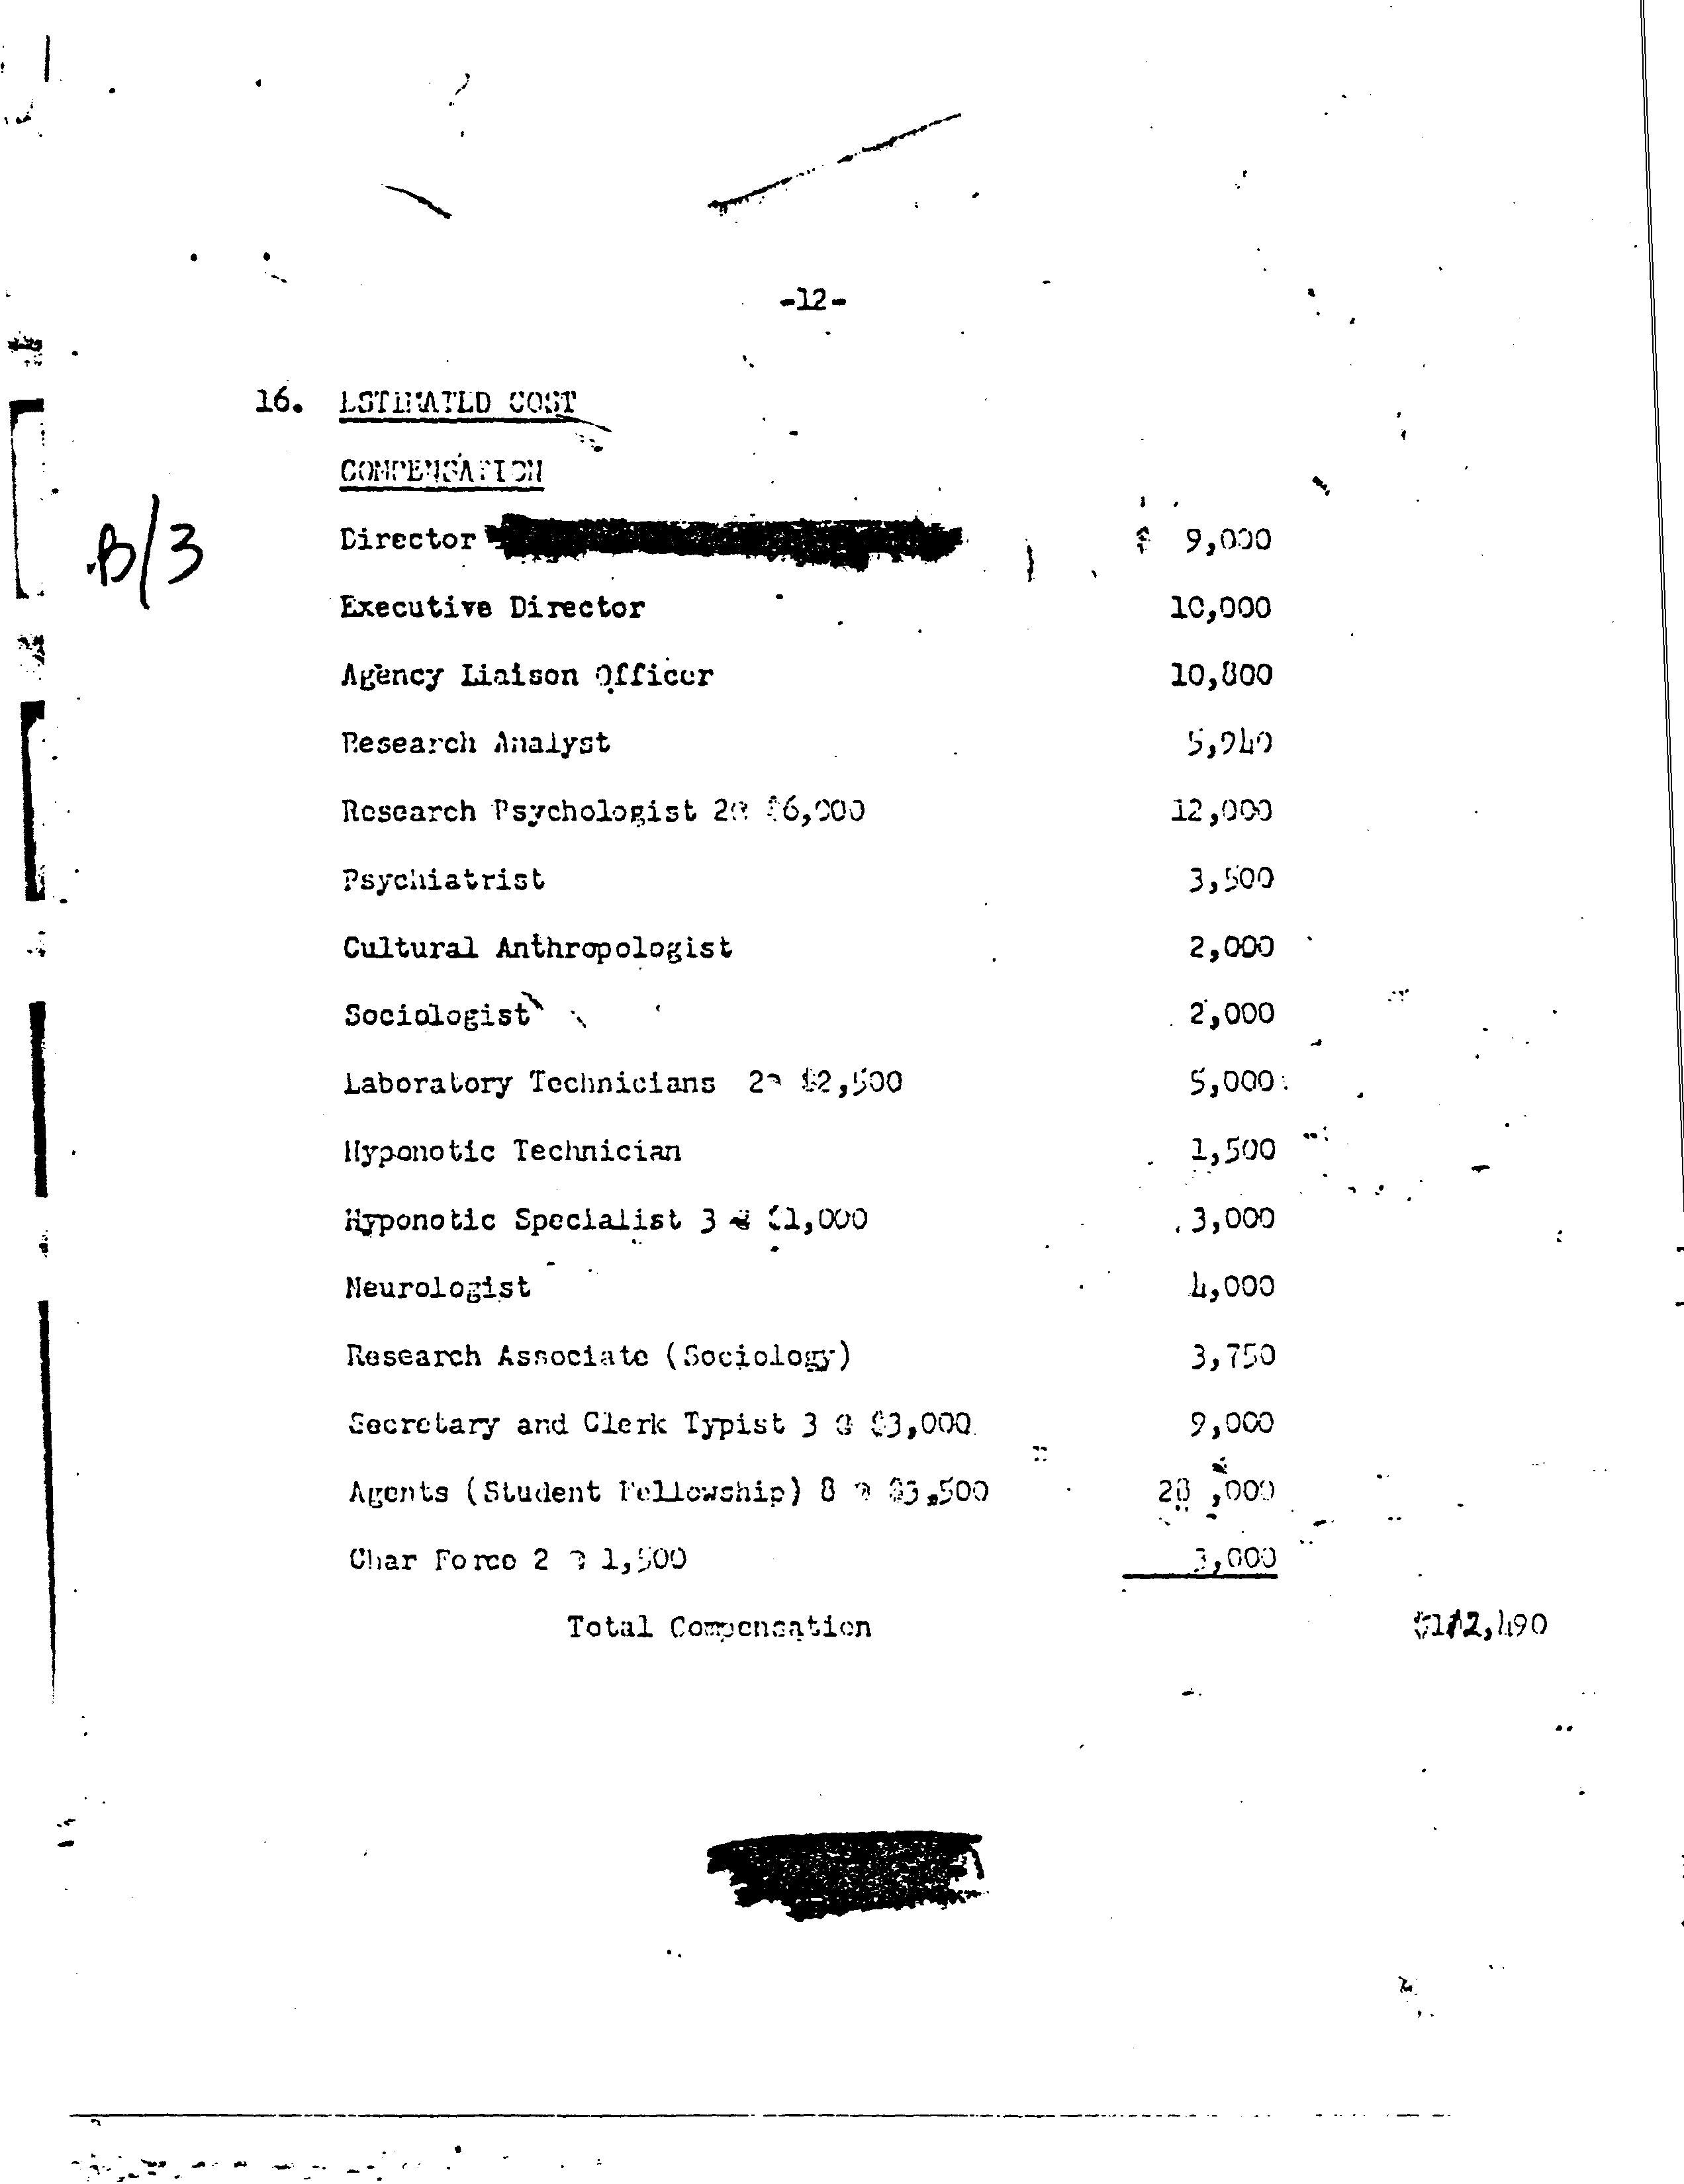 -12-
16. ESTIMATED COST
COMPENSATION
B/3
Director $ 9,000
Executive Director 10,000
Agency Liaison Officer 10,800
Research Analyst 5,940
Research Psychologist 2@ $6,000 12,000
Psychiatrist 3,500
Cultural Anthropologist 2,000
Sociologist 2,000
Laboratory Technicians 2@ $2,500 5,000
Hyponotic Technician 1,500
Hyponotic Specialist 3 @ $1,000 3,000
Neurologist 4,000
Research Associate (Sociology) 3,750
Secretary and Clerk Typist 3 @ $3,000 9,000
Agents (Student Fellowship) 8 @ $3,500 28,000
Char Force 2 @ 1,500 3,000
Total Compensation $112,490